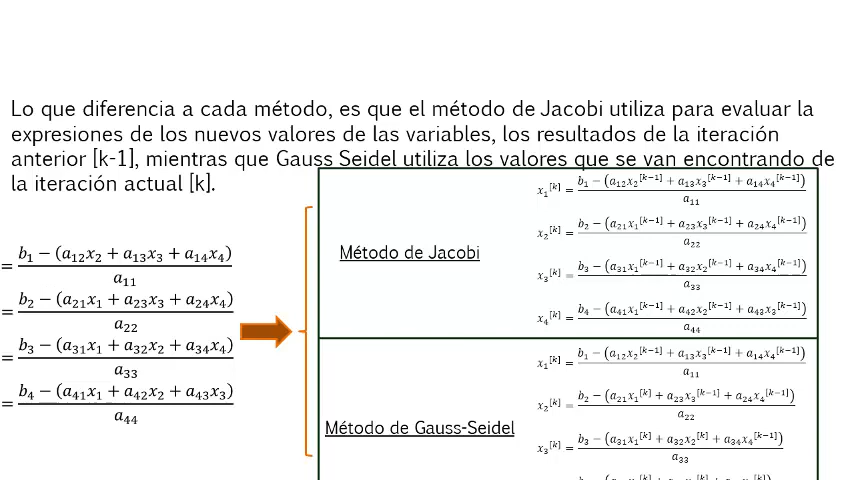 Lo que diferencia a cada método, es que el método de Jacobi utiliza para evaluar la
expresiones de los nuevos valores de las variables, los resultados de la iteración
anterior [k-1], mientras que Gauss Seidel utiliza los valores que se van encontrando de
la iteración actual [k].
= b₁ − (a₁₂x₂ + a₁₃x₃ + a₁₄x₄) / a₁₁
= b₂ − (a₂₁x₁ + a₂₃x₃ + a₂₄x₄) / a₂₂
= b₃ − (a₃₁x₁ + a₃₂x₂ + a₃₄x₄) / a₃₃
= b₄ − (a₄₁x₁ + a₄₂x₂ + a₄₃x₃) / a₄₄
Método de Jacobi
x₁[k] = b₁ − (a₁₂x₂[k−1] + a₁₃x₃[k−1] + a₁₄x₄[k−1]) / a₁₁
x₂[k] = b₂ − (a₂₁x₁[k−1] + a₂₃x₃[k−1] + a₂₄x₄[k−1]) / a₂₂
x₃[k] = b₃ − (a₃₁x₁[k−1] + a₃₂x₂[k−1] + a₃₄x₄[k−1]) / a₃₃
x₄[k] = b₄ − (a₄₁x₁[k−1] + a₄₂x₂[k−1] + a₄₃x₃[k−1]) / a₄₄
Método de Gauss-Seidel
x₁[k] = b₁ − (a₁₂x₂[k−1] + a₁₃x₃[k−1] + a₁₄x₄[k−1]) / a₁₁
x₂[k] = b₂ − (a₂₁x₁[k] + a₂₃x₃[k−1] + a₂₄x₄[k−1]) / a₂₂
x₃[k] = b₃ − (a₃₁x₁[k] + a₃₂x₂[k] + a₃₄x₄[k−1]) / a₃₃